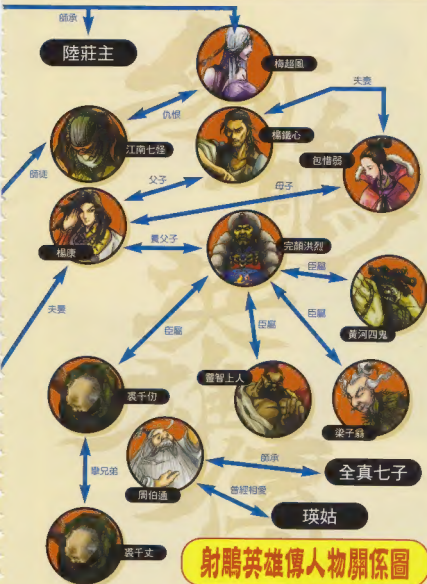 師承
陸莊主
梅超風
夫妻
仇恨
楊鐵心
江南七怪
包惜弱
師徒
父子
母子
楊康
養父子
完顏洪烈
臣屬
黃河四鬼
夫妻
臣屬
臣屬
臣屬
靈智上人
裘千仞
梁子翁
師承
全真七子
孿兄弟
周伯通
曾經相愛
瑛姑
裘千丈
射鵰英雄傳人物關係圖